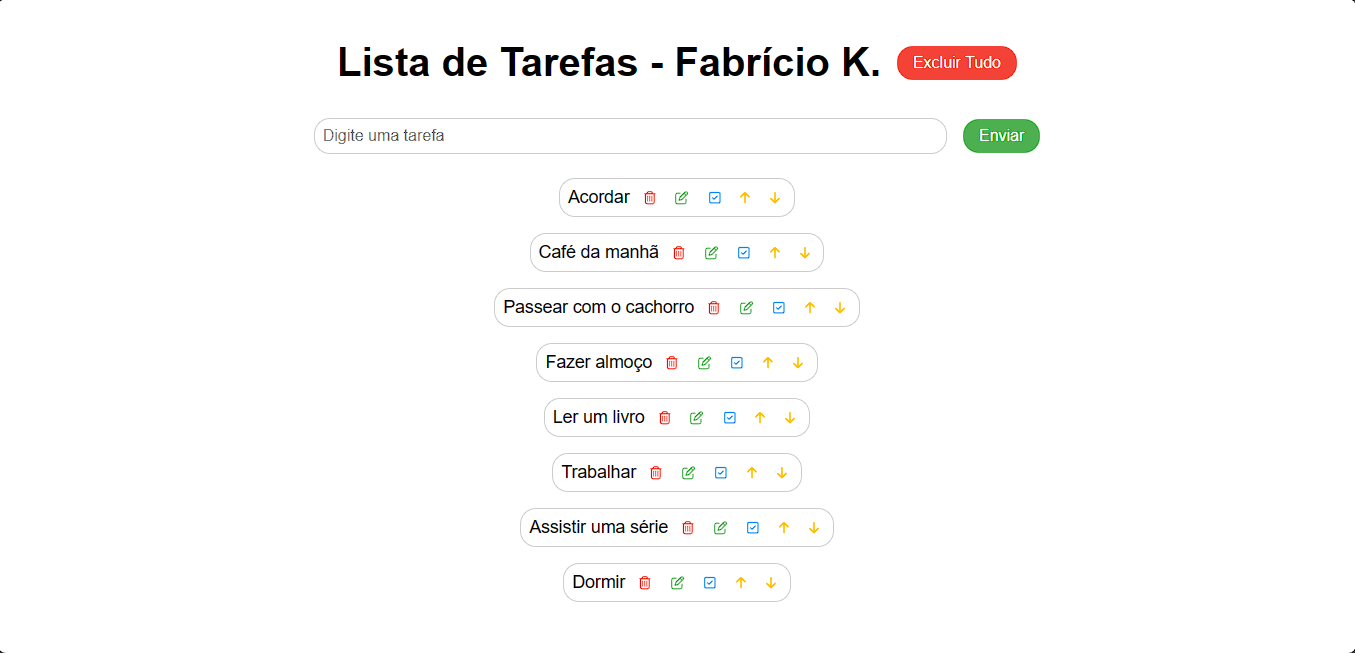 Lista de Tarefas - Fabrício K. Excluir Tudo
Digite uma tarefa Enviar
Acordar
Café da manhã
Passear com o cachorro
Fazer almoço
Ler um livro
Trabalhar
Assistir uma série
Dormir